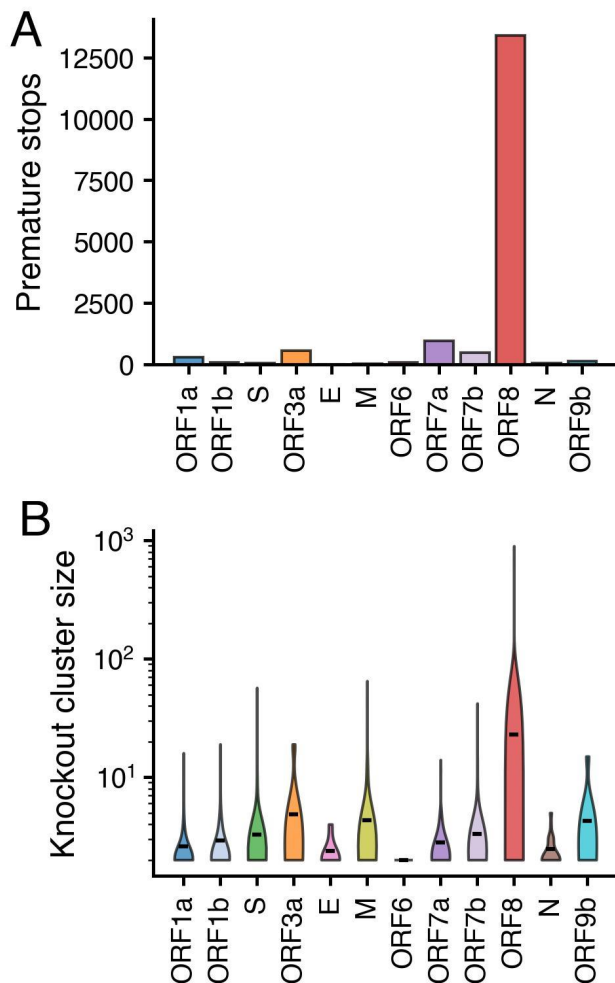 A
Premature stops
12500
10000
7500
5000
2500
0
ORF1a
ORF1b
S
ORF3a
E
M
ORF6
ORF7a
ORF7b
ORF8
N
ORF9b
B
Knockout cluster size
10³
10²
10¹
ORF1a
ORF1b
S
ORF3a
E
M
ORF6
ORF7a
ORF7b
ORF8
N
ORF9b